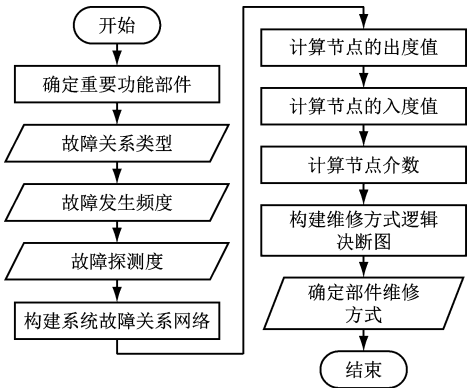 开始
确定重要功能部件
故障关系类型
故障发生频度
故障探测度
构建系统故障关系网络
计算节点的出度值
计算节点的入度值
计算节点介数
构建维修方式逻辑
决断图
确定部件维修
方式
结束